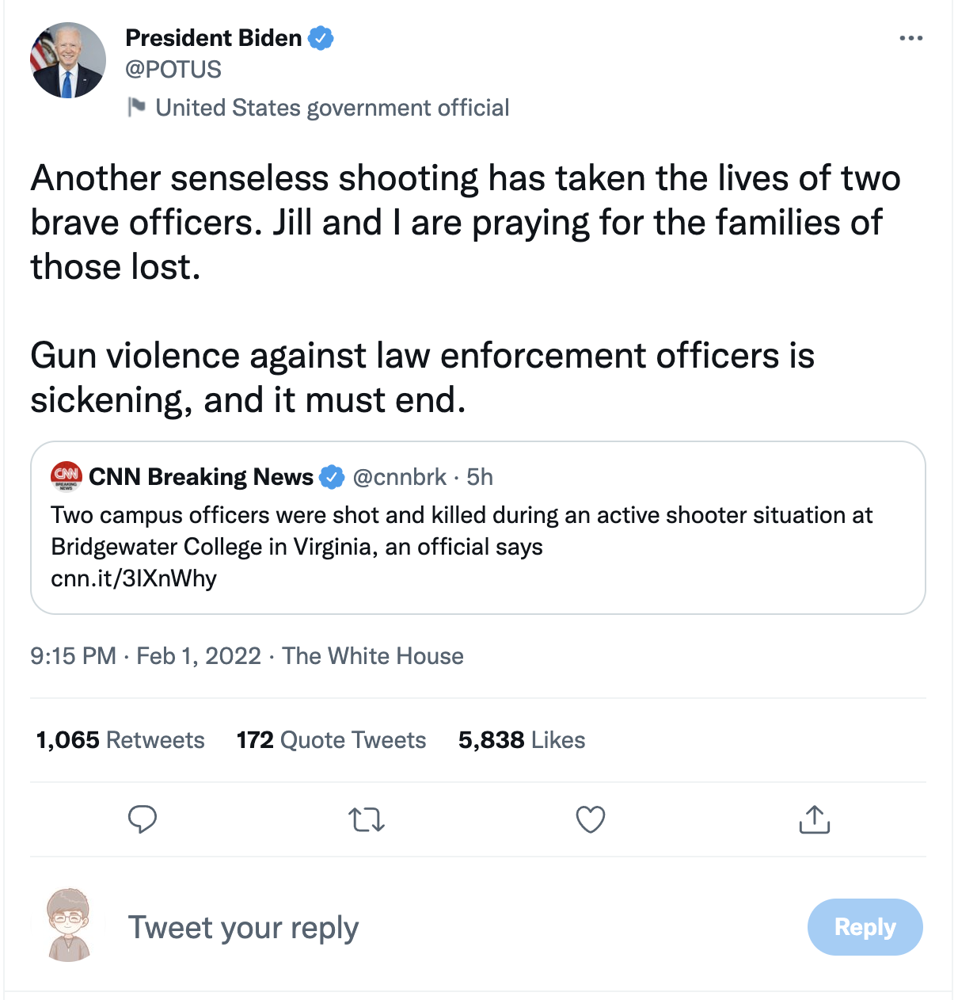 President Biden
@POTUS
United States government official
Another senseless shooting has taken the lives of two
brave officers. Jill and I are praying for the families of
those lost.
Gun violence against law enforcement officers is
sickening, and it must end.
CNN BREAKING NEWS
CNN Breaking News @cnnbrk · 5h
Two campus officers were shot and killed during an active shooter situation at
Bridgewater College in Virginia, an official says
cnn.it/3IXnWhy
9:15 PM · Feb 1, 2022 · The White House
1,065 Retweets 172 Quote Tweets 5,838 Likes
Tweet your reply
Reply